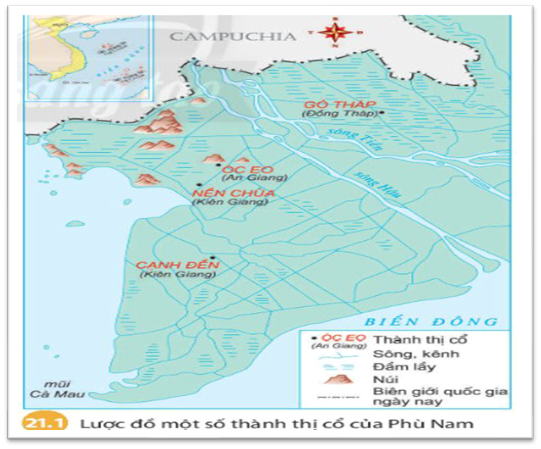 CAMPUCHIA
GÒ THÁP
(Đồng Tháp)
sông Tiền
sông Hậu
ÓC EO
(An Giang)
NỀN CHÙA
(Kiên Giang)
CẠNH ĐỀN
(Kiên Giang)
BIỂN ĐÔNG
mũi
Cà Mau
ÓC EO
(An Giang)
Thành thị cổ
Sông, kênh
Đầm lầy
Núi
Biên giới quốc gia
ngày nay
21.1 Lược đồ một số thành thị cổ của Phù Nam